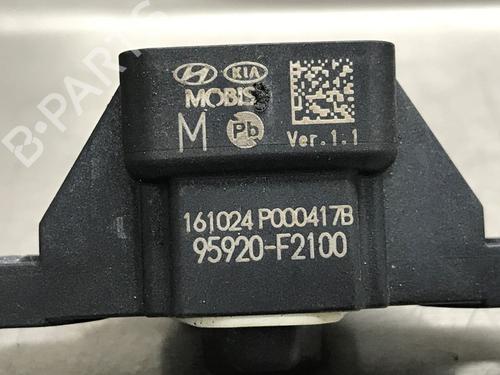 B-PARTS
HYUNDAI KIA
MOBIS
M Pb Ver.1.1
161024 P000417B
95920-F2100